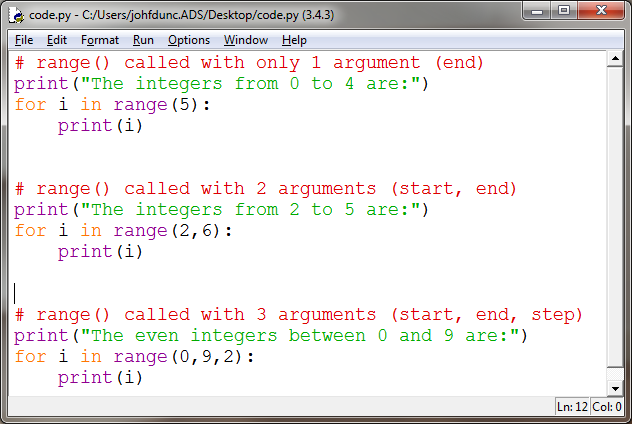 code.py - C:/Users/johfdunc.ADS/Desktop/code.py (3.4.3)
File Edit Format Run Options Window Help
# range() called with only 1 argument (end)
print("The integers from 0 to 4 are:")
for i in range(5):
    print(i)
# range() called with 2 arguments (start, end)
print("The integers from 2 to 5 are:")
for i in range(2,6):
    print(i)
# range() called with 3 arguments (start, end, step)
print("The even integers between 0 and 9 are:")
for i in range(0,9,2):
    print(i)
Ln: 12 Col: 0